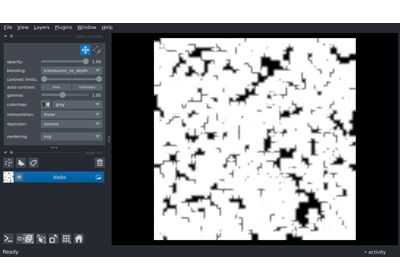 File View Layers Plugins Window Help
opacity: 1.00
blending: translucent_no_depth
contrast limits:
auto-contrast: once continuous
gamma: 1.00
colormap: gray
interpolation: linear
depiction: volume
rendering: mip
blobs
Ready
activity